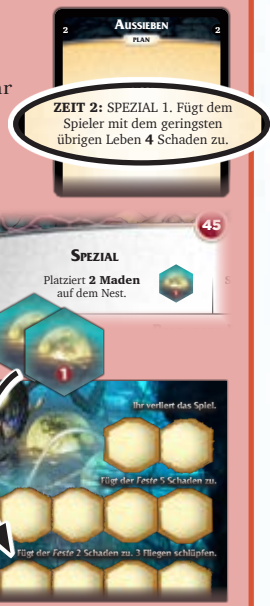 Aussieben
2
2
PLAN
hr
ZEIT 2: SPEZIAL 1. Fügt dem
Spieler mit dem geringsten
übrigen Leben 4 Schaden zu.
45
Spezial
Platziert 2 Maden
auf dem Nest.
1
S
1
Ihr verliert das Spiel.
Fügt der Feste 5 Schaden zu.
Fügt der Feste 2 Schaden zu. 3 Fliegen schlüpfen.